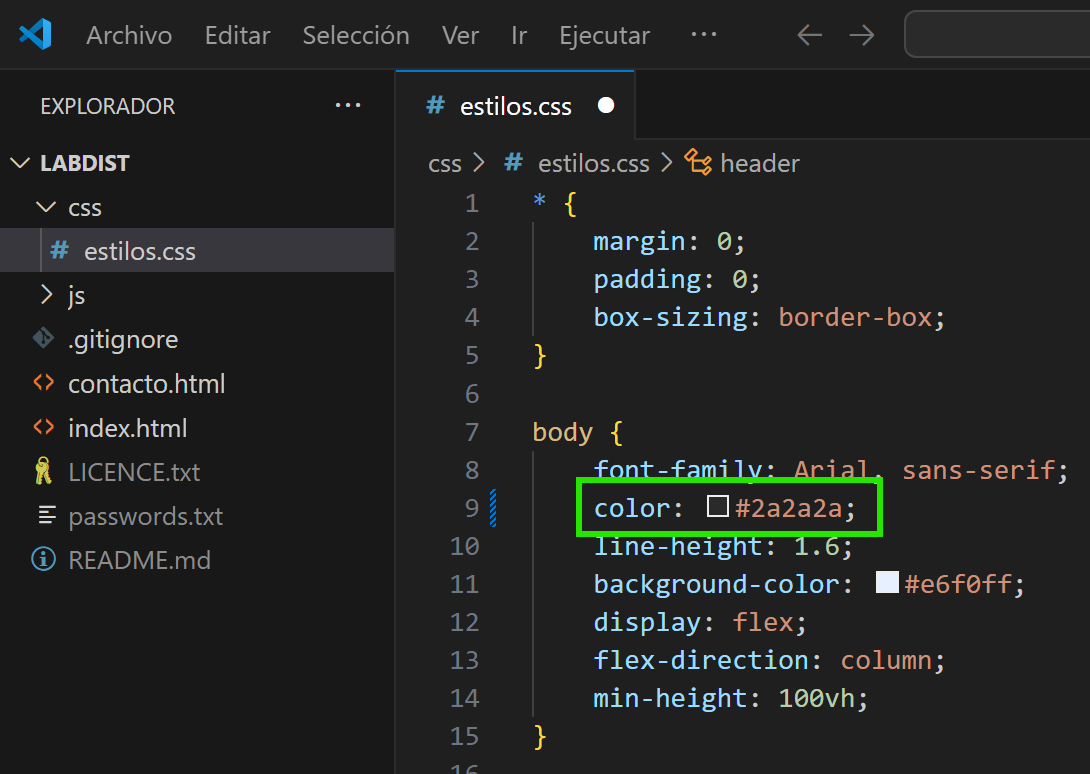 Archivo Editar Selección Ver Ir Ejecutar ···
EXPLORADOR ···
LABDIST
css
# estilos.css
js
.gitignore
contacto.html
index.html
LICENCE.txt
passwords.txt
README.md
# estilos.css
css > # estilos.css > header
1 * {
2 margin: 0;
3 padding: 0;
4 box-sizing: border-box;
5 }
6
7 body {
8 font-family: Arial, sans-serif;
9 color: #2a2a2a;
10 line-height: 1.6;
11 background-color: #e6f0ff;
12 display: flex;
13 flex-direction: column;
14 min-height: 100vh;
15 }
16